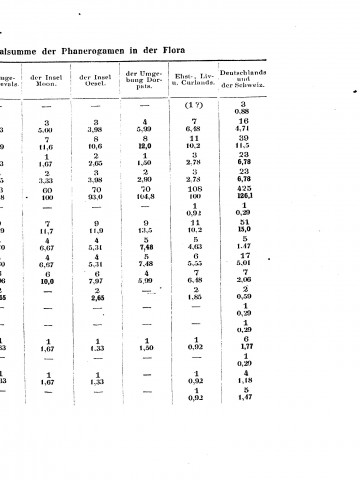 alsumme der Phanerogamen in der Flora
mge- der Insel der Insel der Umge- Ehst-, Liv- Deutschlands
evals. Moon. Oesel. bung Dor- u. Curlands. und
pats. der Schweiz.
— — — (1?) 3
0.88
3 3 4 7 16
3 5,00 3,98 5,99 6,48 4,71
7 8 8 11 39
9 11,6 10,6 12,0 10,2 11,5
1 2 1 3 23
3 1,67 2,65 1,50 2.78 6,78
2 3 2 3 23
5 3,33 3,98 2,90 2.78 6,78
60 70 70 108 425
8 100 93,0 104,8 100 126,1
— — — 1 1
0,92 0,29
7 9 9 11 51
9 11,7 11,9 13,5 10,2 15,0
4 4 5 5 5
0 6,67 5.31 7,48 4,63 1.47
4 4 5 6 17
0 6,67 5,31 7.48 5,55 5.01
6 6 4 7 7
06 10,0 7,97 5,99 6,48 2,06
— 2 — 2 2
65 2,65 1,85 0.59
— — — — 1
0,29
— — — — 1
0,29
1 1 1 1 6
33 1,67 1.33 1,50 0,92 1,77
— — — — 1
0.29
1 1 — 1 4
33 1,67 1.33 0,92 1,18
— — — 1 5
0,92 1,47